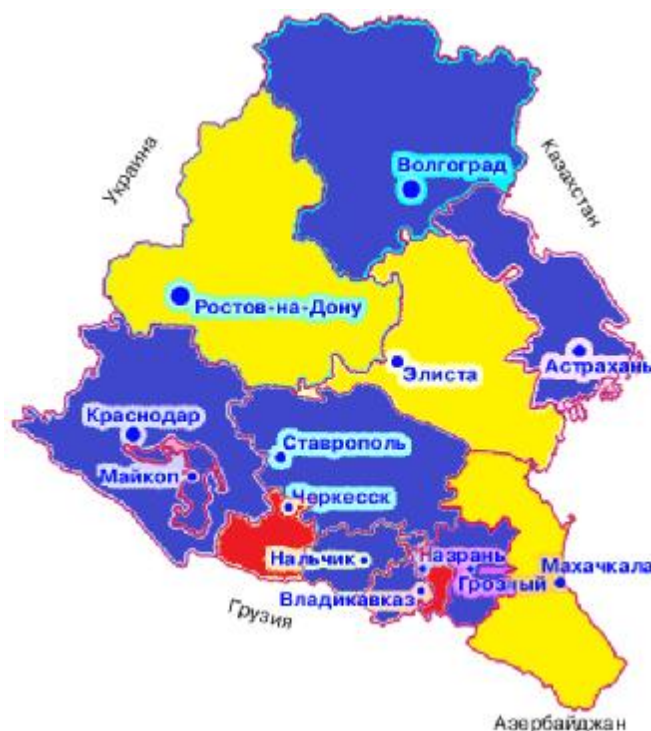 Украина
Волгоград
Казахстан
Ростов-на-Дону
Элиста
Астрахань
Краснодар
Ставрополь
Майкоп
Черкесск
Нальчик
Назрань
Грозный
Махачкала
Владикавказ
Грузия
Азербайджан